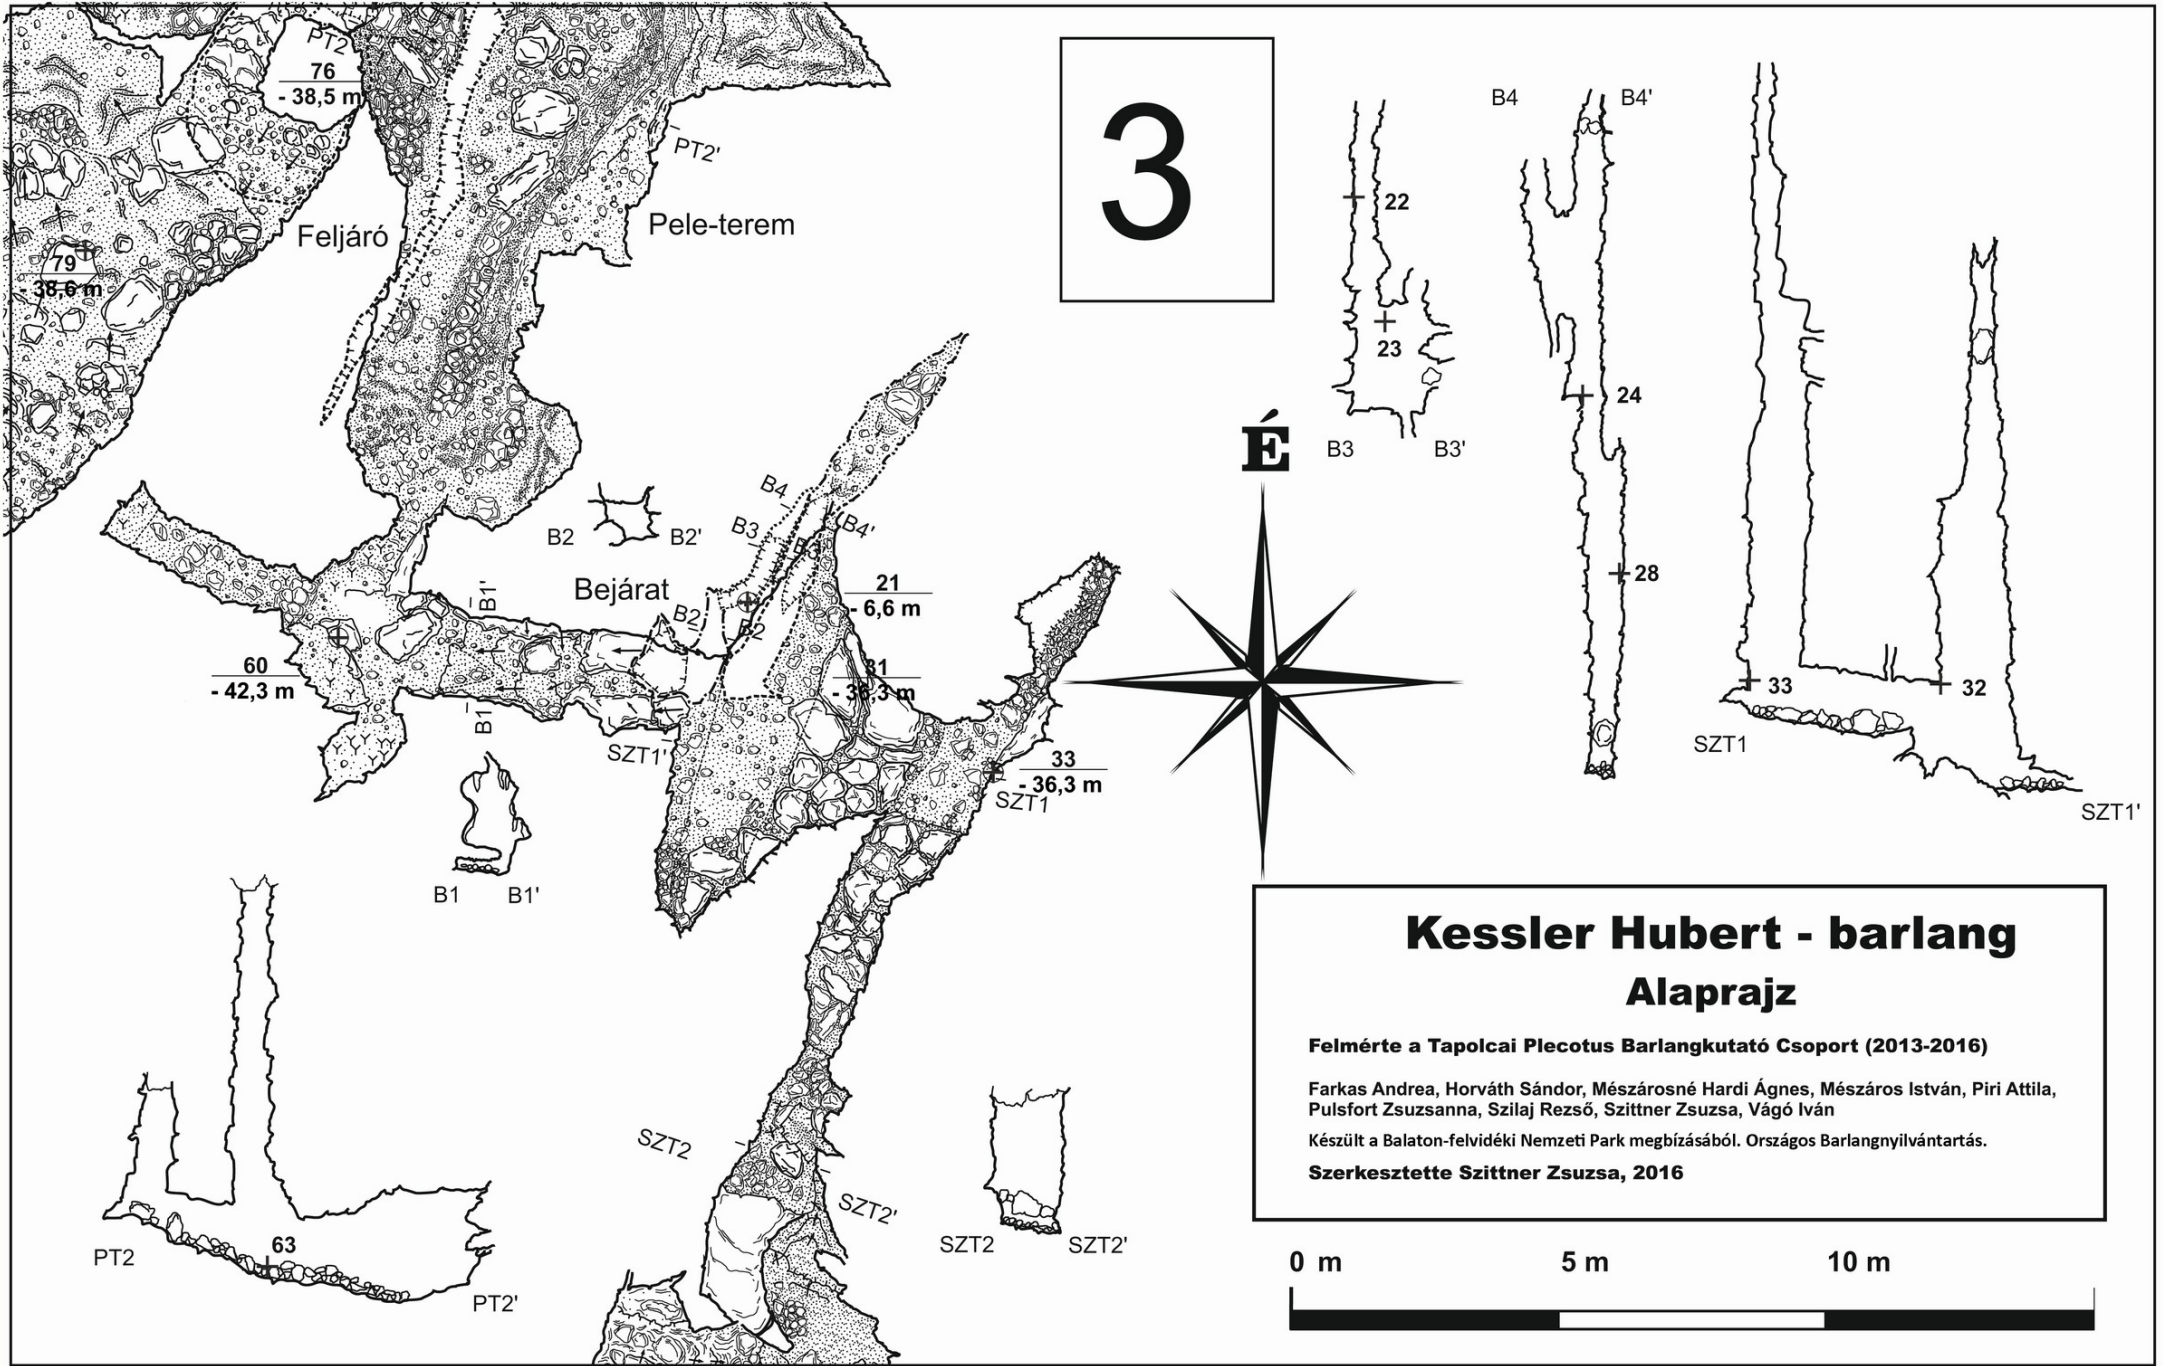 PT2
76
- 38,5 m
PT2'
Feljáró
Pele-terem
79
- 38,6 m
3
22
23
B3
B3'
B4
B4'
24
28
É
B4
B3
B4'
B3'
B2
B2'
Bejárat
B1'
B2
B2'
21
- 6,6 m
31
- 36,3 m
60
- 42,3 m
B1
SZT1'
33
- 36,3 m
SZT1
33
32
SZT1
SZT1'
B1
B1'
Kessler Hubert - barlang
Alaprajz
Felmérte a Tapolcai Plecotus Barlangkutató Csoport (2013-2016)
Farkas Andrea, Horváth Sándor, Mészárosné Hardi Ágnes, Mészáros István, Piri Attila,
Pulsfort Zsuzsanna, Szilaj Rezső, Szittner Zsuzsa, Vágó Iván
Készült a Balaton-felvidéki Nemzeti Park megbízásából. Országos Barlangnyilvántartás.
Szerkesztette Szittner Zsuzsa, 2016
SZT2
SZT2'
SZT2
SZT2'
63
PT2
PT2'
0 m
5 m
10 m